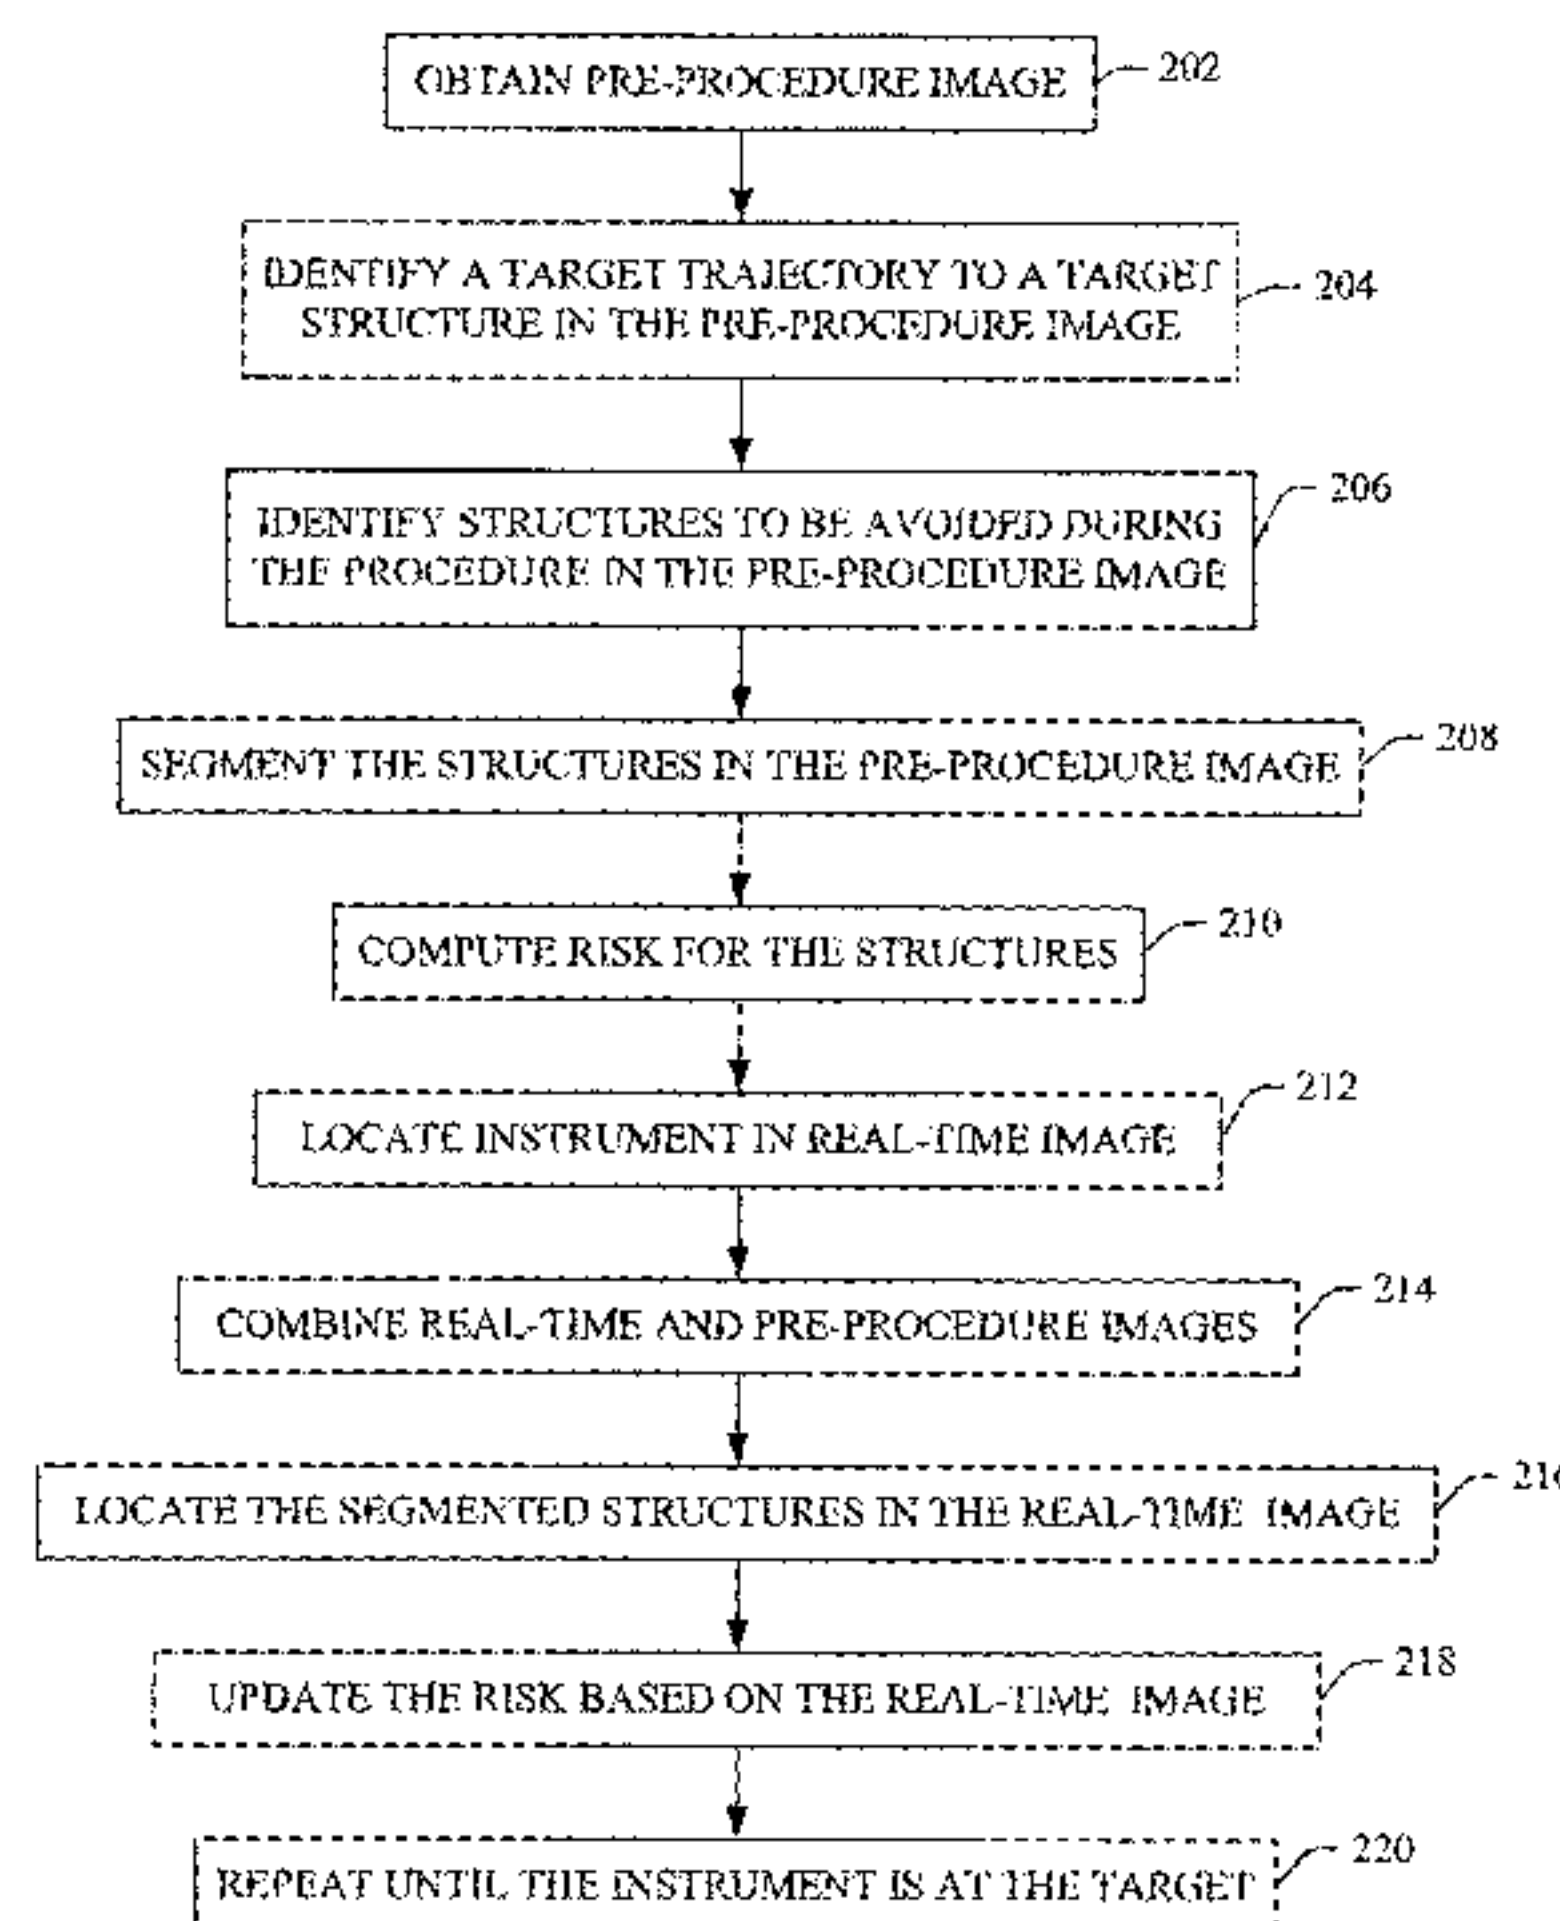 OBTAIN PRE-PROCEDURE IMAGE
202
IDENTIFY A TARGET TRAJECTORY TO A TARGET
STRUCTURE IN THE PRE-PROCEDURE IMAGE
204
IDENTIFY STRUCTURES TO BE AVOIDED DURING
THE PROCEDURE IN THE PRE-PROCEDURE IMAGE
206
SEGMENT THE STRUCTURES IN THE PRE-PROCEDURE IMAGE
208
COMPUTE RISK FOR THE STRUCTURES
210
LOCATE INSTRUMENT IN REAL-TIME IMAGE
212
COMBINE REAL-TIME AND PRE-PROCEDURE IMAGES
214
LOCATE THE SEGMENTED STRUCTURES IN THE REAL-TIME IMAGE
216
UPDATE THE RISK BASED ON THE REAL-TIME IMAGE
218
REPEAT UNTIL THE INSTRUMENT IS AT THE TARGET
220